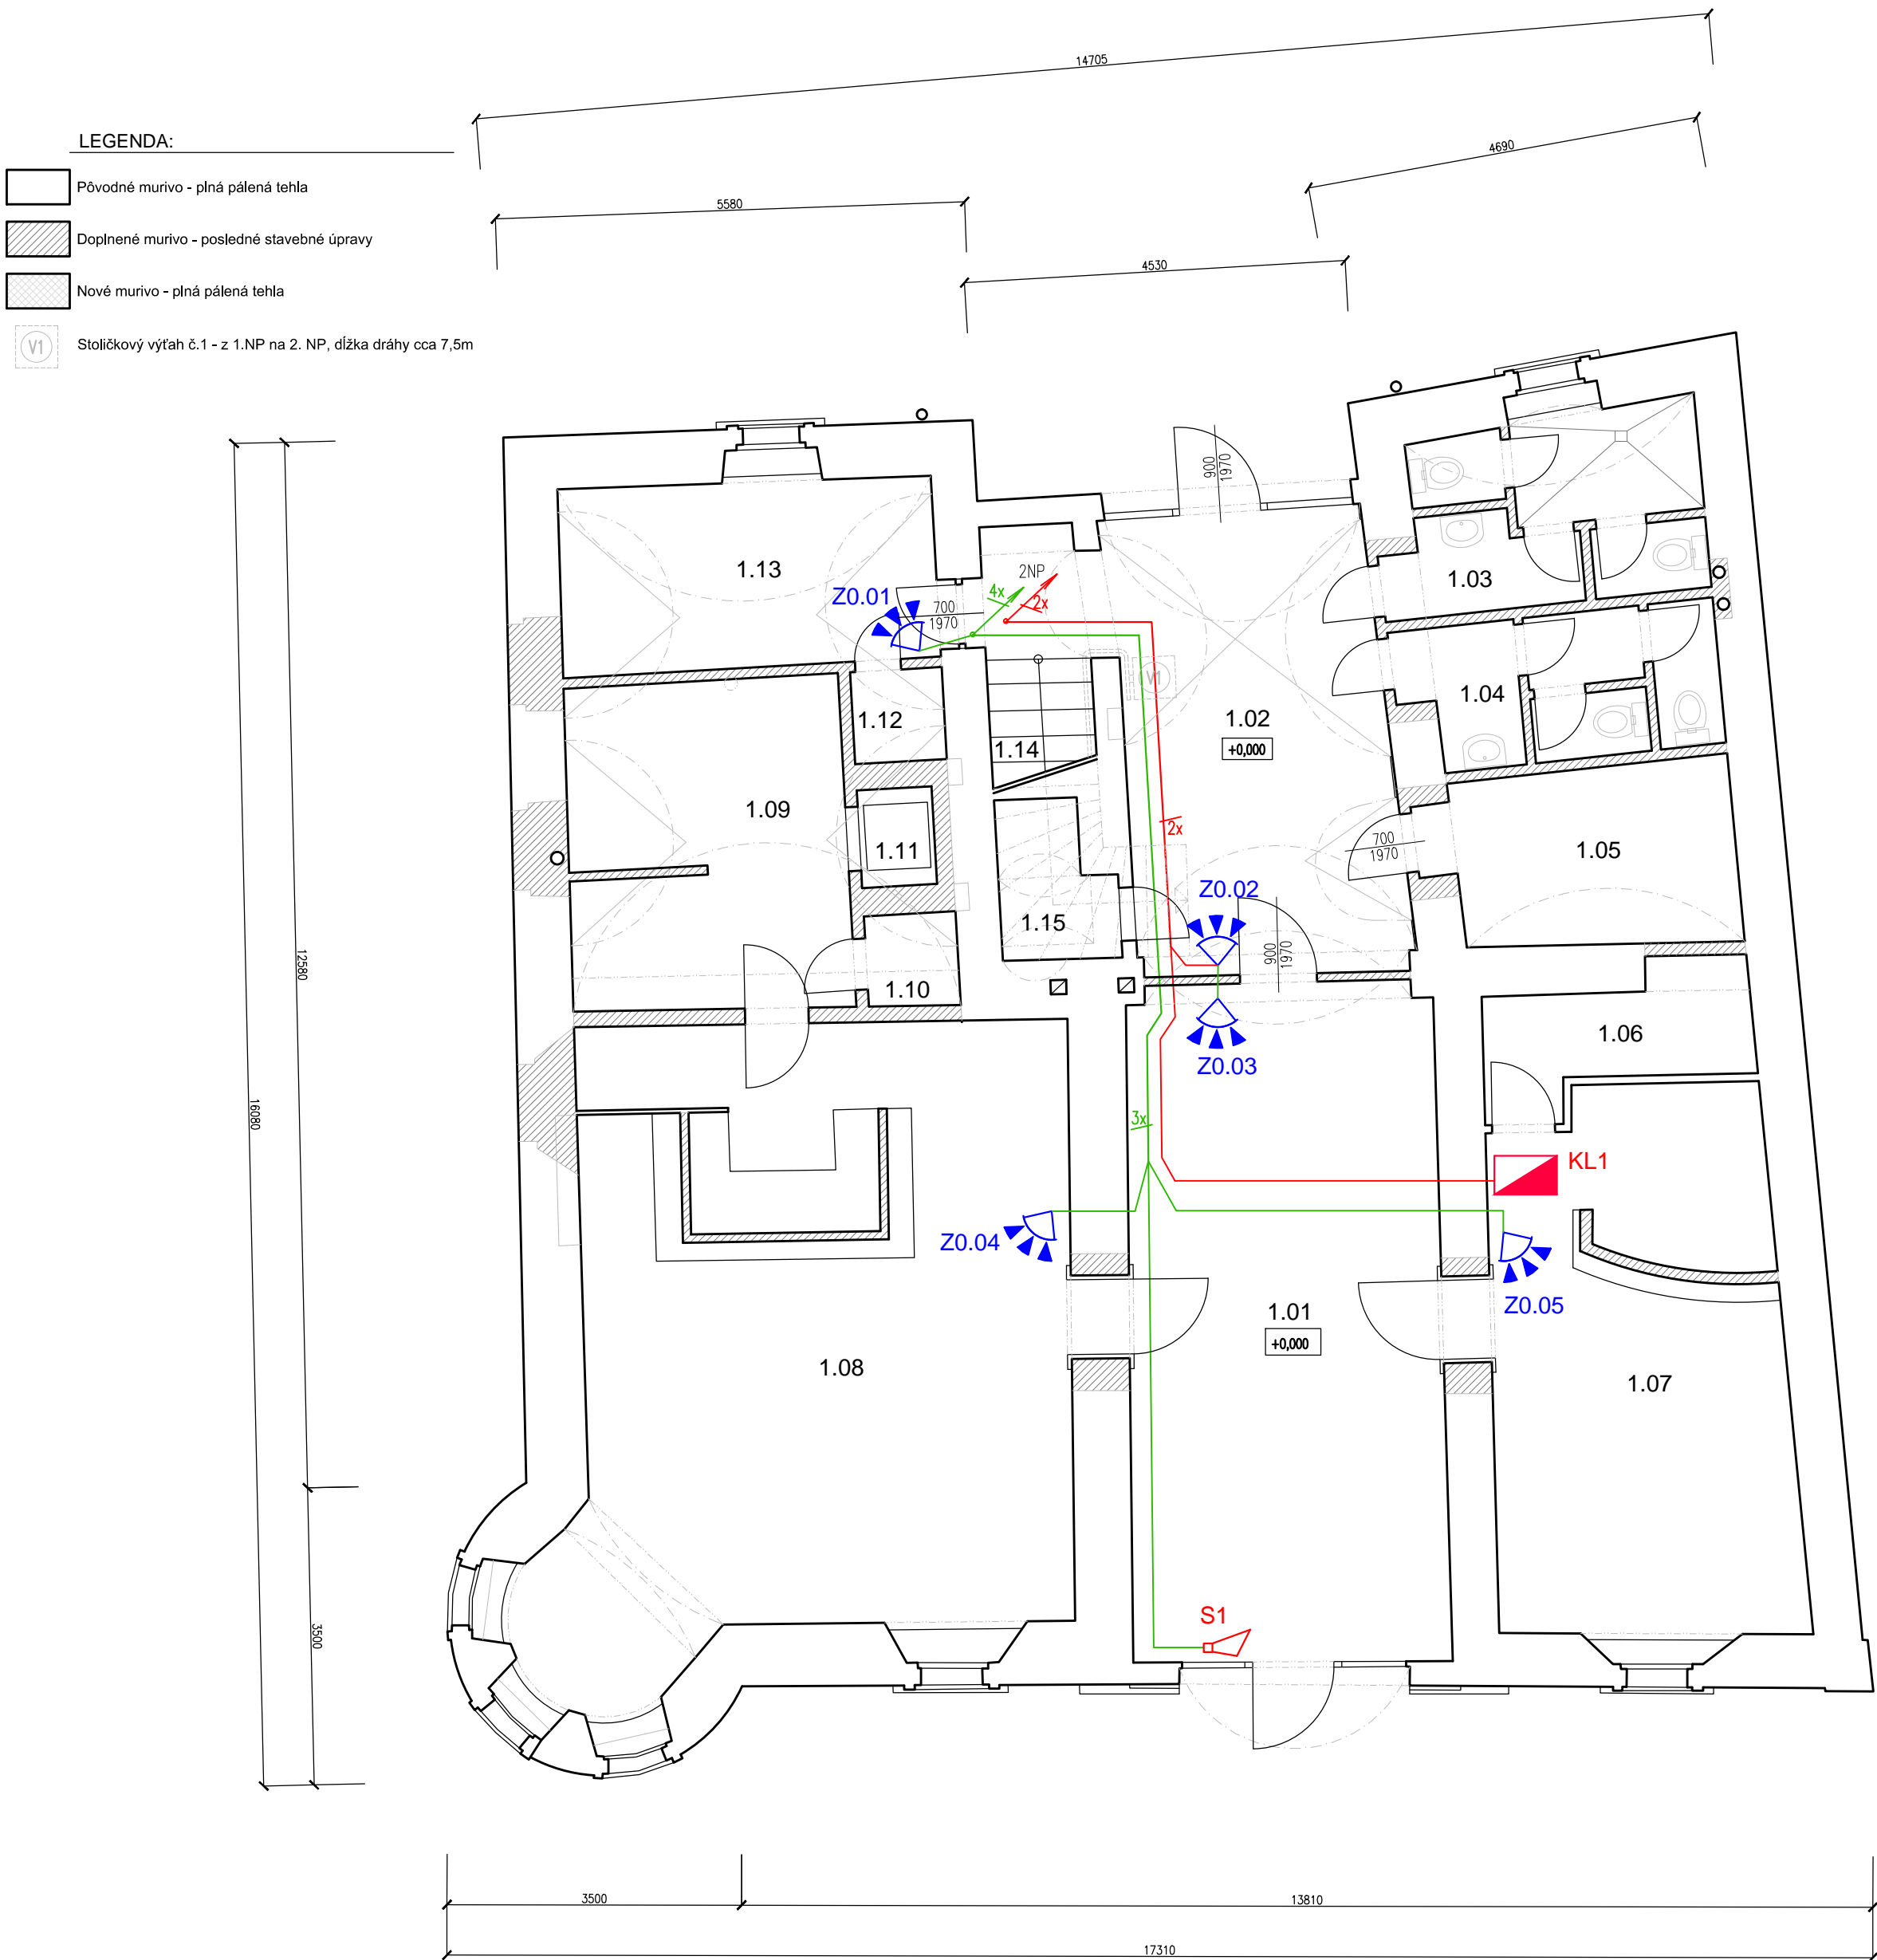 14705
4690
LEGENDA:
Pôvodné murivo - plná pálená tehla
5580
Doplnené murivo - posledné stavebné úpravy
4530
Nové murivo - plná pálená tehla
V1
Stoličkový výťah č.1 - z 1.NP na 2. NP, dĺžka dráhy cca 7,5m
900
1970
1.13
2NP
1.03
4x
2x
Z0.01
700
1970
V1
1.04
1.12
1.02
1.14
+0,000
1.09
2x
700
1970
1.11
1.05
Z0.02
1.15
900
1970
12580
1.10
1.06
Z0.03
16080
3x
KL1
Z0.04
Z0.05
1.01
+0,000
1.08
1.07
S1
3500
3500
13810
17310